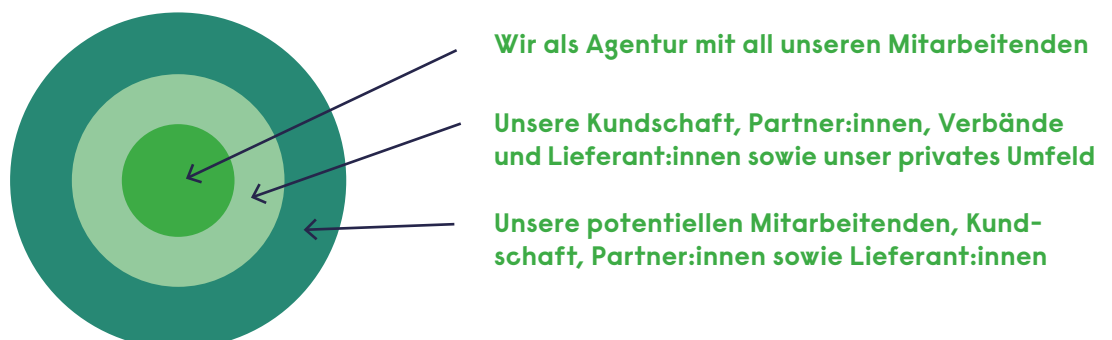 Wir als Agentur mit all unseren Mitarbeitenden
Unsere Kundschaft, Partner:innen, Verbände
und Lieferant:innen sowie unser privates Umfeld
Unsere potentiellen Mitarbeitenden, Kund-
schaft, Partner:innen sowie Lieferant:innen